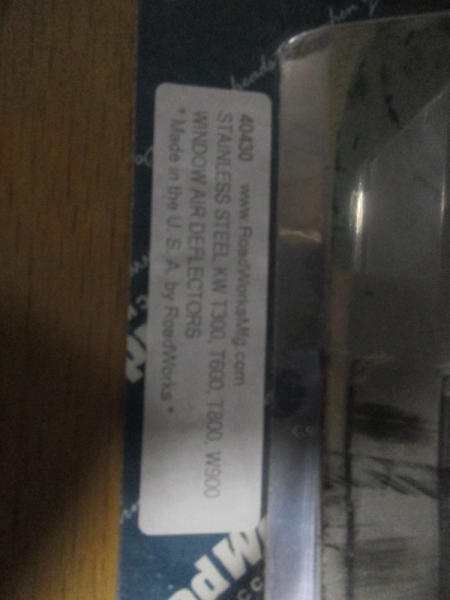 40430 www.RoadWorksMfg.com
STAINLESS STEEL KW T300, T600, T800, W900
WINDOW AIR DEFLECTORS
* Made in the U. S. A. by RoadWorks *